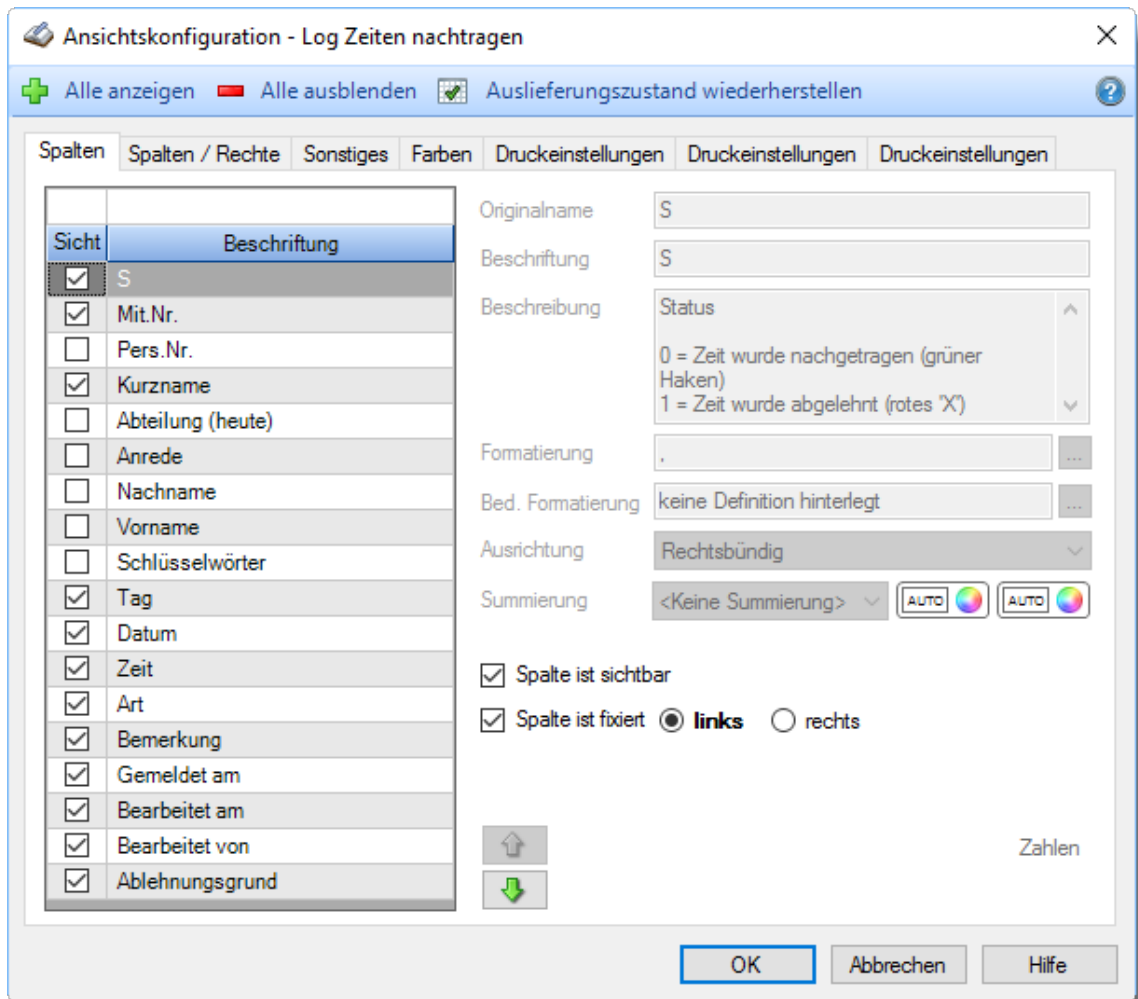 Ansichtskonfiguration - Log Zeiten nachtragen
Alle anzeigen Alle ausblenden Auslieferungszustand wiederherstellen ?
Spalten Spalten / Rechte Sonstiges Farben Druckeinstellungen Druckeinstellungen Druckeinstellungen
Sicht Beschriftung
S
Mit.Nr.
Pers.Nr.
Kurzname
Abteilung (heute)
Anrede
Nachname
Vorname
Schlüsselwörter
Tag
Datum
Zeit
Art
Bemerkung
Gemeldet am
Bearbeitet am
Bearbeitet von
Ablehnungsgrund
Originalname S
Beschriftung S
Beschreibung Status
0 = Zeit wurde nachgetragen (grüner
Haken)
1 = Zeit wurde abgelehnt (rotes 'X')
Formatierung , ...
Bed. Formatierung keine Definition hinterlegt ...
Ausrichtung Rechtsbündig
Summierung <Keine Summierung> AUTO AUTO
Spalte ist sichtbar
Spalte ist fixiert links rechts
Zahlen
OK Abbrechen Hilfe